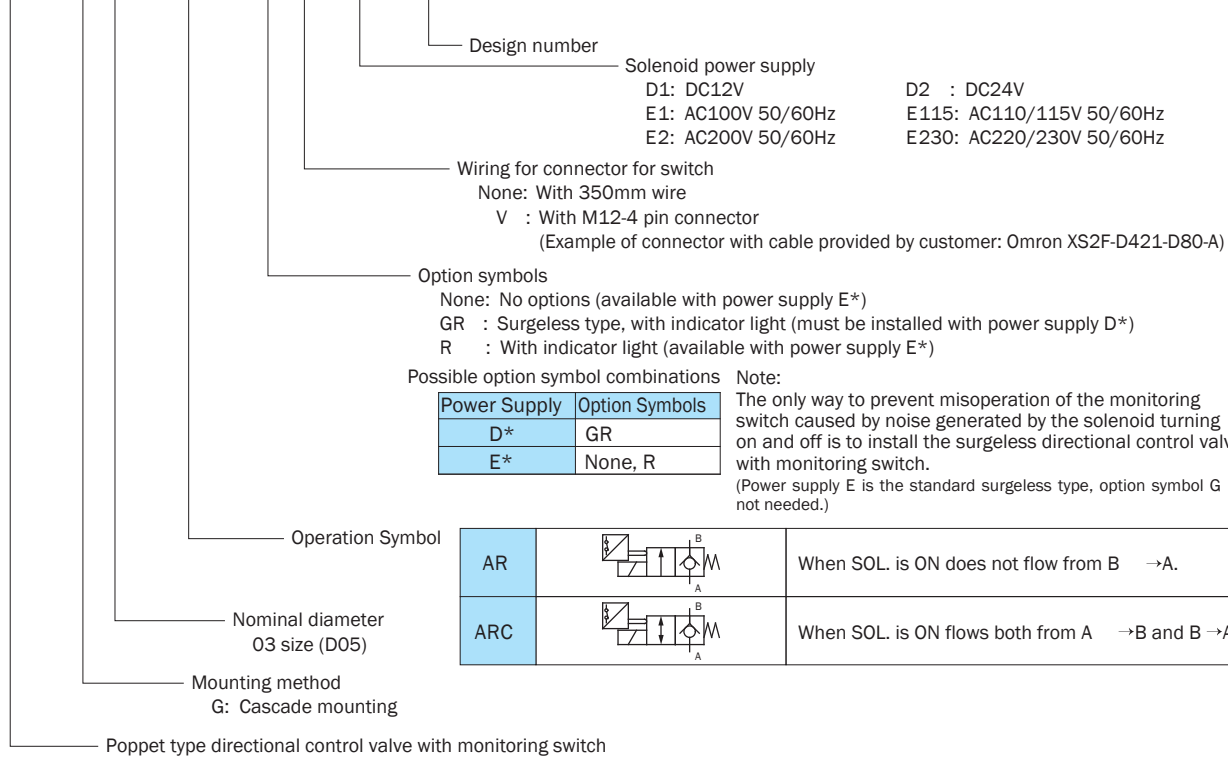 Design number
Solenoid power supply
D1: DC12V D2 : DC24V
E1: AC100V 50/60Hz E115: AC110/115V 50/60Hz
E2: AC200V 50/60Hz E230: AC220/230V 50/60Hz
Wiring for connector for switch
None: With 350mm wire
V : With M12-4 pin connector
(Example of connector with cable provided by customer: Omron XS2F-D421-D80-A)
Option symbols
None: No options (available with power supply E*)
GR : Surgeless type, with indicator light (must be installed with power supply D*)
R : With indicator light (available with power supply E*)
Possible option symbol combinations
Power Supply Option Symbols
D* GR
E* None, R
Note:
The only way to prevent misoperation of the monitoring
switch caused by noise generated by the solenoid turning
on and off is to install the surgeless directional control
with monitoring switch.
(Power supply E is the standard surgeless type, option symbol G
not needed.)
Operation Symbol
AR
B
A
When SOL. is ON does not flow from B →A.
ARC
B
A
When SOL. is ON flows both from A →B and B →
Nominal diameter
03 size (D05)
Mounting method
G: Cascade mounting
Poppet type directional control valve with monitoring switch